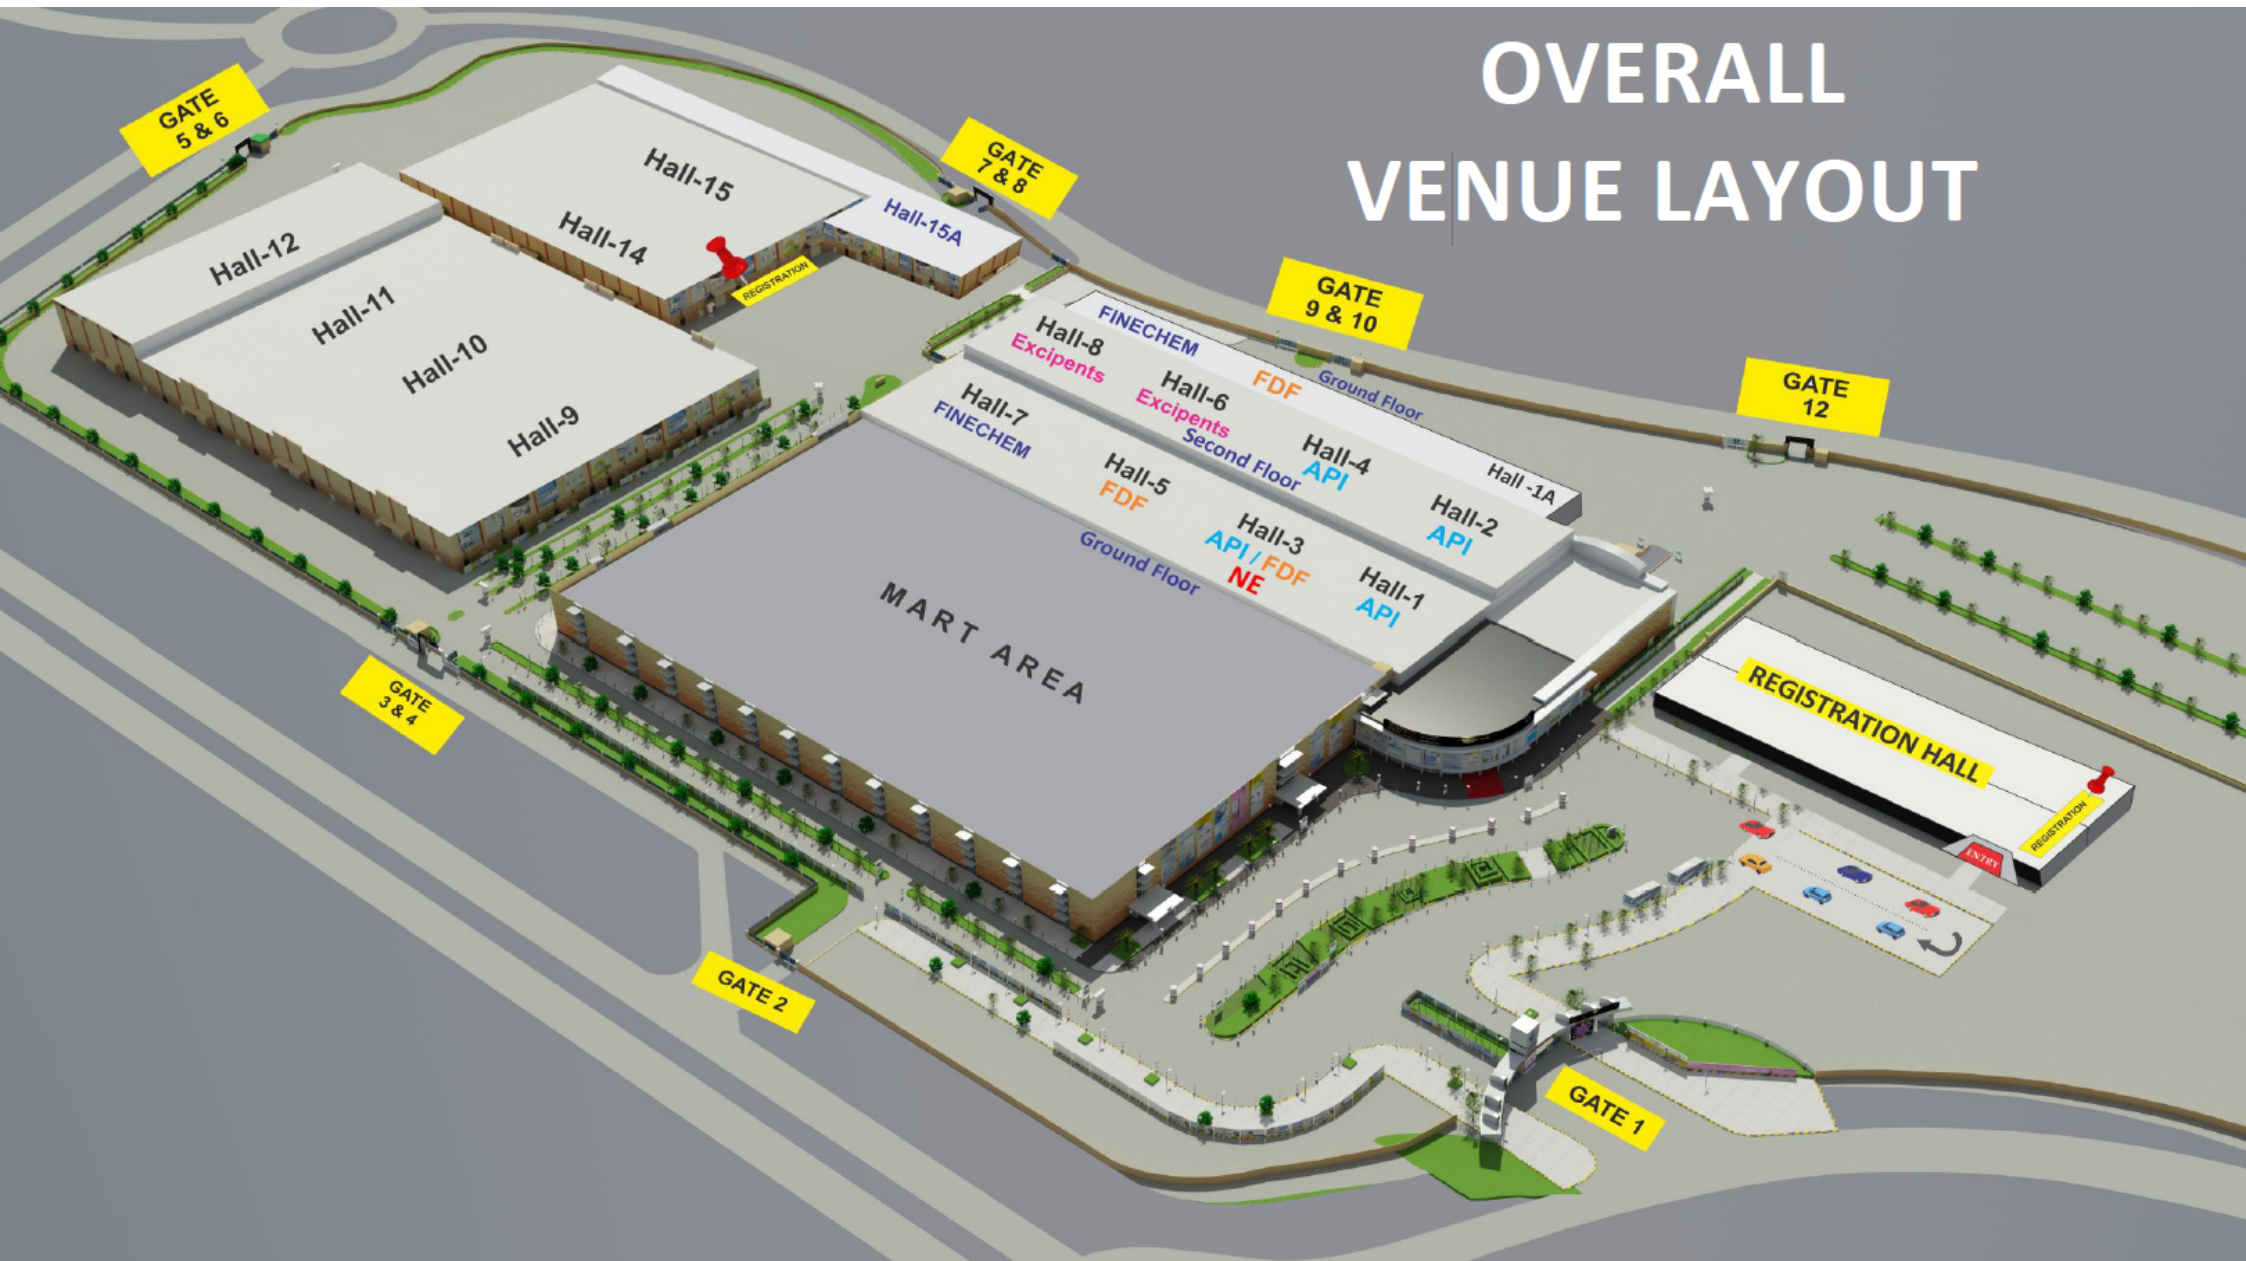 OVERALL
VENUE LAYOUT
GATE
5 & 6
GATE
7 & 8
Hall-15
Hall-14
Hall-15A
REGISTRATION
Hall-12
Hall-11
Hall-10
Hall-9
GATE
9 & 10
GATE
12
FINECHEM
FDF
Ground Floor
Hall -1A
Hall-8
Excipents
Hall-6
Excipents
Second Floor
Hall-4
API
Hall-2
API
Hall-7
FINECHEM
Hall-5
FDF
Ground Floor
Hall-3
API / FDF
NE
Hall-1
API
MART AREA
GATE
3 & 4
REGISTRATION HALL
REGISTRATION
ENTRY
GATE 2
GATE 1